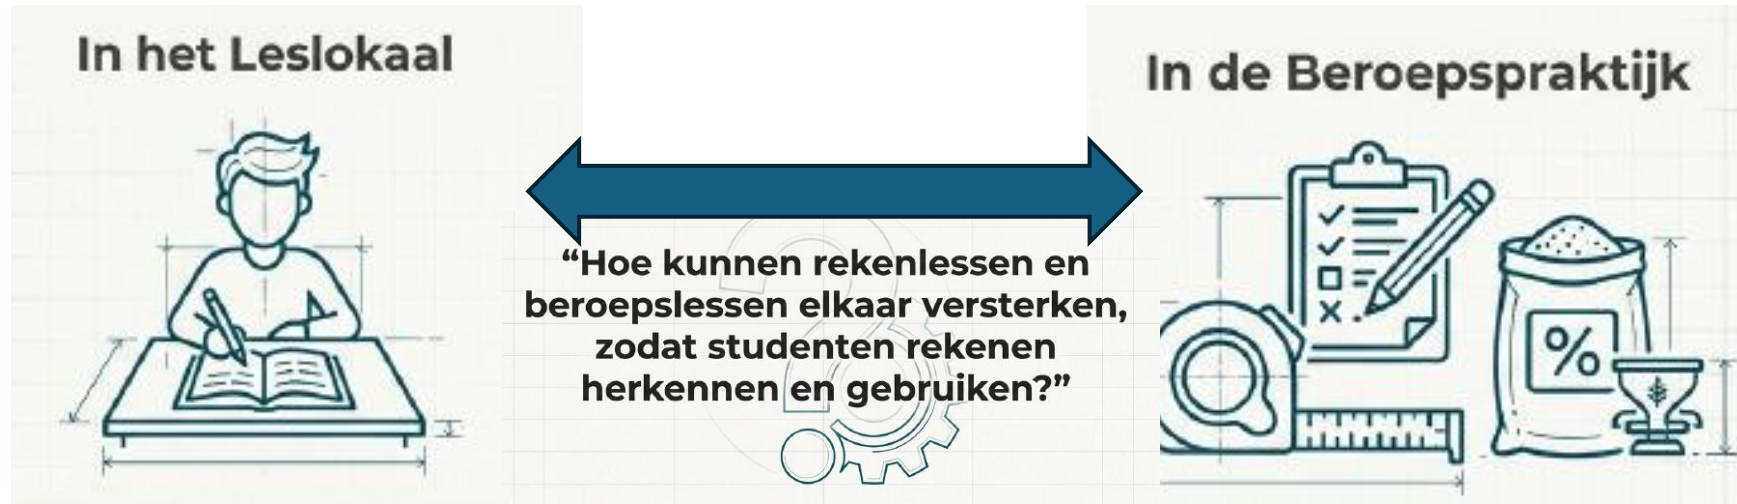 In het Leslokaal
In de Beroepspraktijk
“Hoe kunnen rekenlessen en
beroepslessen elkaar versterken,
zodat studenten rekenen
herkennen en gebruiken?”
%